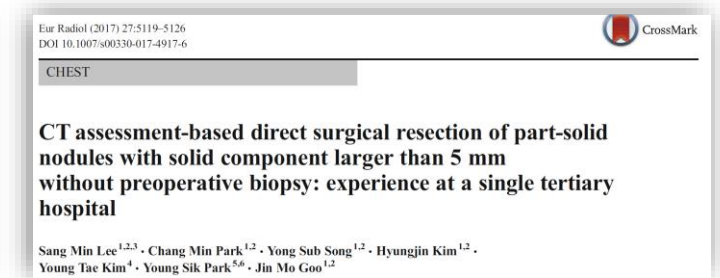 Eur Radiol (2017) 27:5119–5126
DOI 10.1007/s00330-017-4917-6
CrossMark
CHEST
CT assessment-based direct surgical resection of part-solid
nodules with solid component larger than 5 mm
without preoperative biopsy: experience at a single tertiary
hospital
Sang Min Lee1,2,3 · Chang Min Park1,2 · Yong Sub Song1,2 · Hyungjin Kim1,2 ·
Young Tae Kim4 · Young Sik Park5,6 · Jin Mo Goo1,2